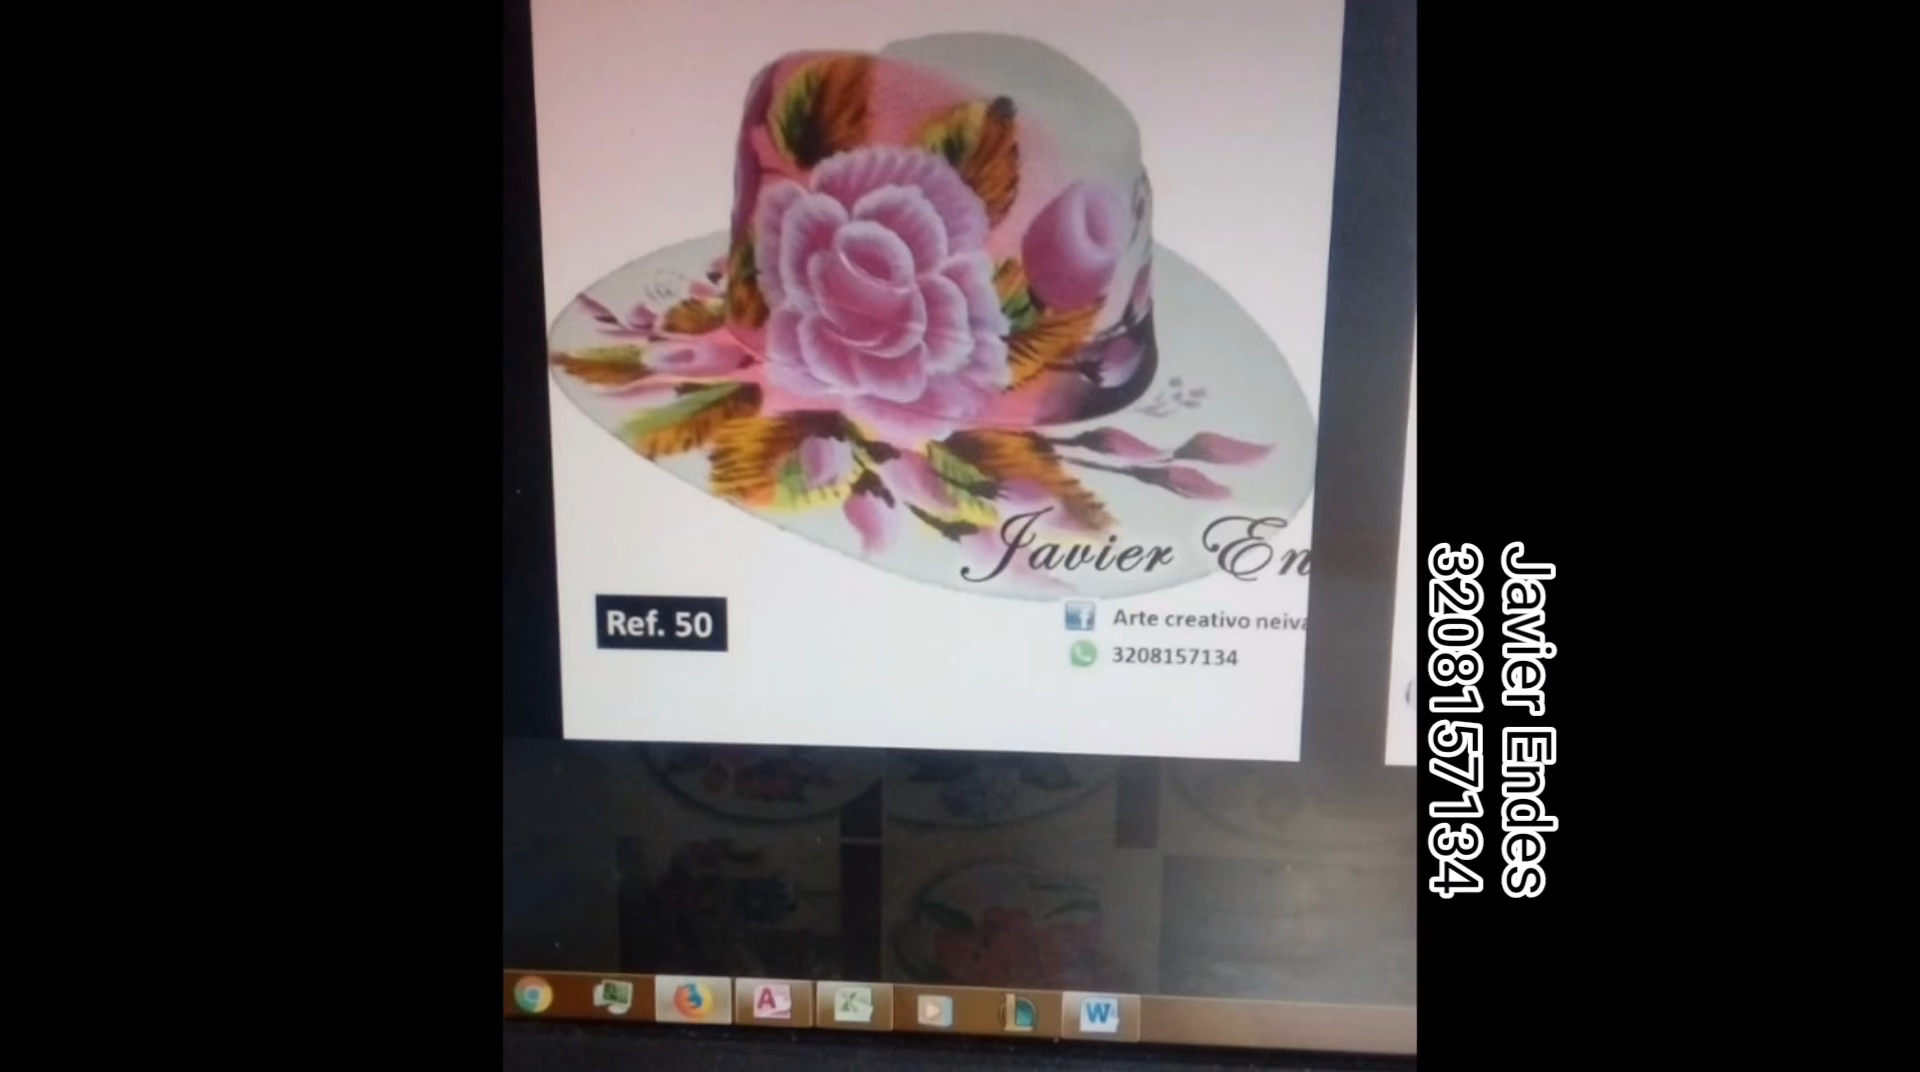 Javier En
Ref. 50
Arte creativo neiva
3208157134
Javier Endes
3208157134